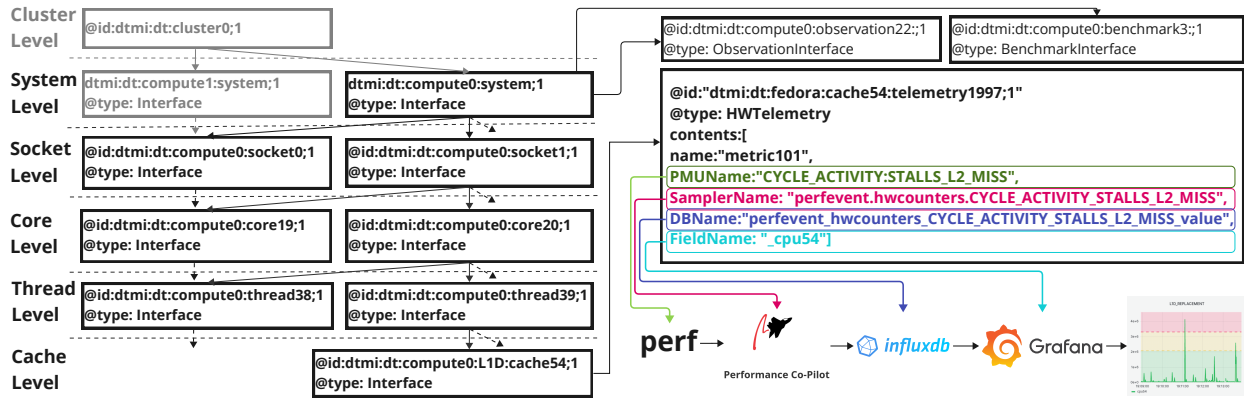 Cluster
Level
@id:dtmi:dt:cluster0;1
System
Level
dtmi:dt:compute1:system;1
@type: Interface
dtmi:dt:compute0:system;1
@type: Interface
Socket
Level
@id:dtmi:dt:compute0:socket0;1
@type: Interface
@id:dtmi:dt:compute0:socket1;1
@type: Interface
Core
Level
@id:dtmi:dt:compute0:core19;1
@type: Interface
@id:dtmi:dt:compute0:core20;1
@type: Interface
Thread
Level
@id:dtmi:dt:compute0:thread38;1
@type: Interface
@id:dtmi:dt:compute0:thread39;1
@type: Interface
Cache
Level
@id:dtmi:dt:compute0:L1D:cache54;1
@type: Interface
@id:dtmi:dt:compute0:observation22:;1
@type: ObservationInterface
@id:dtmi:dt:compute0:benchmark3:;1
@type: BenchmarkInterface
@id:"dtmi:dt:fedora:cache54:telemetry1997;1"
@type: HWTelemetry
contents:[
name:"metric101",
PMUName:"CYCLE_ACTIVITY:STALLS_L2_MISS",
SamplerName: "perfevent.hwcounters.CYCLE_ACTIVITY_STALLS_L2_MISS",
DBName:"perfevent_hwcounters_CYCLE_ACTIVITY_STALLS_L2_MISS_value",
FieldName: "_cpu54"]
perf
Performance Co-Pilot
influxdb
Grafana